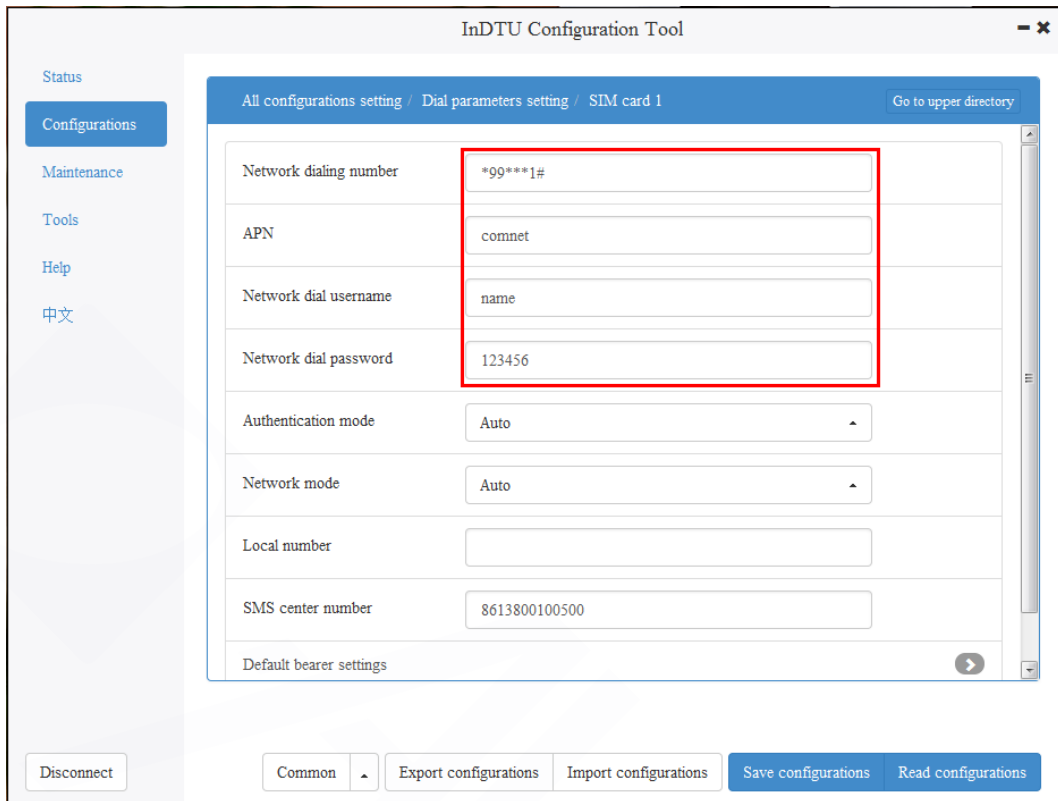 InDTU Configuration Tool
Status
Configurations
Maintenance
Tools
Help
中文
All configurations setting / Dial parameters setting / SIM card 1
Go to upper directory
Network dialing number
*99***1#
APN
comnet
Network dial username
name
Network dial password
123456
Authentication mode
Auto
Network mode
Auto
Local number
SMS center number
8613800100500
Default bearer settings
Disconnect
Common
Export configurations
Import configurations
Save configurations
Read configurations